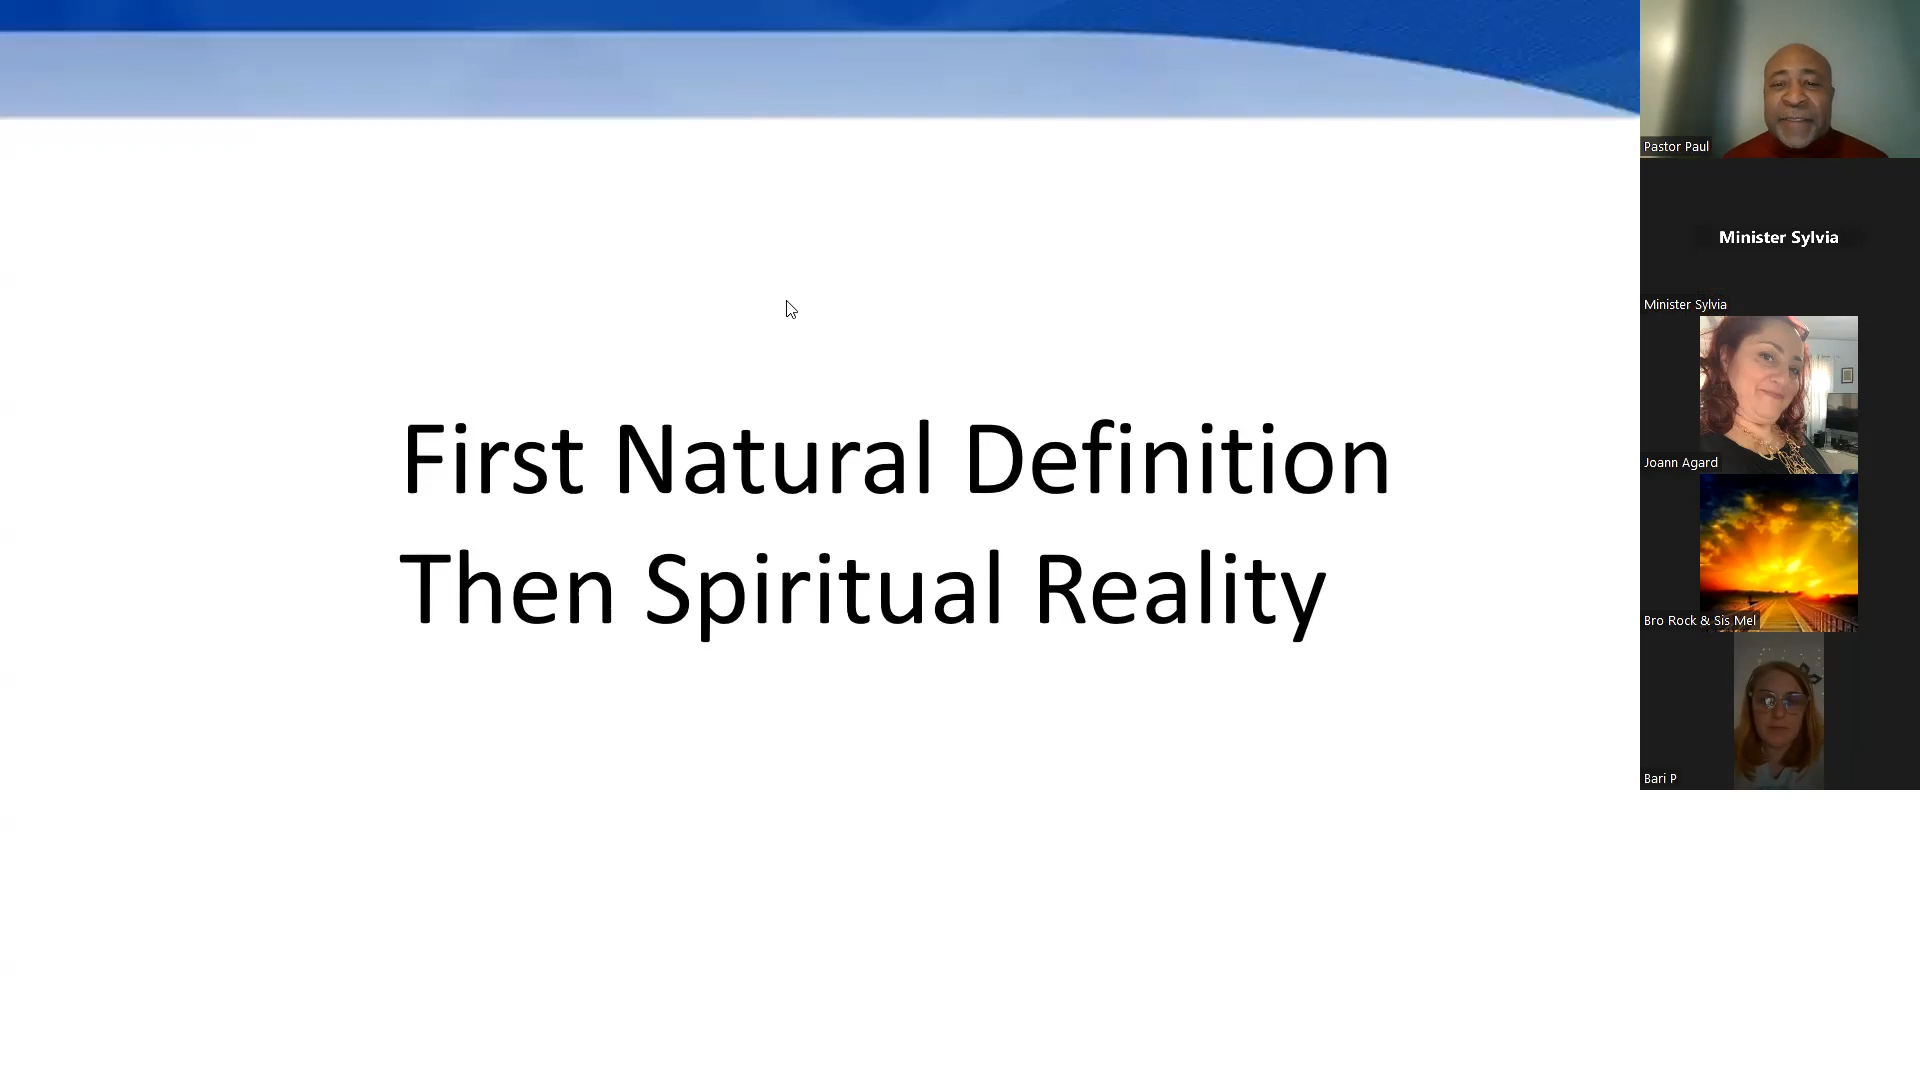 First Natural Definition
Then Spiritual Reality
Pastor Paul
Minister Sylvia
Minister Sylvia
Joann Agard
Bro Rock & Sis Mel
Bari P